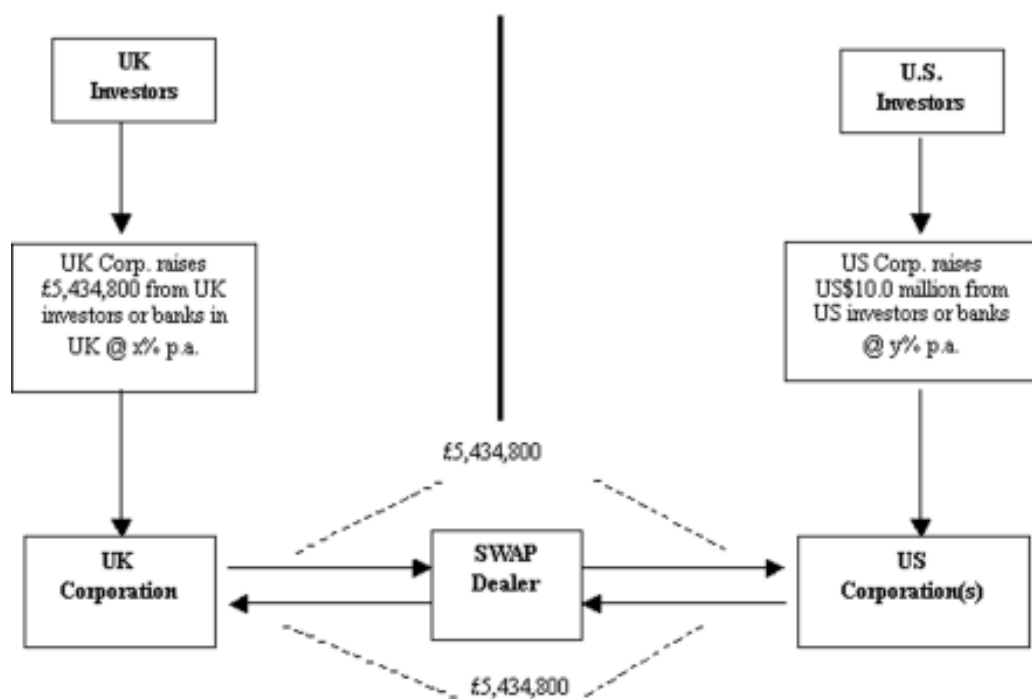 UK
Investors
U.S.
Investors
UK Corp. raises
£5,434,800 from UK
investors or banks in
UK @ x% p.a.
US Corp. raises
US$10.0 million from
US investors or banks
@ y% p.a.
£5,434,800
UK
Corporation
SWAP
Dealer
US
Corporation(s)
£5,434,800